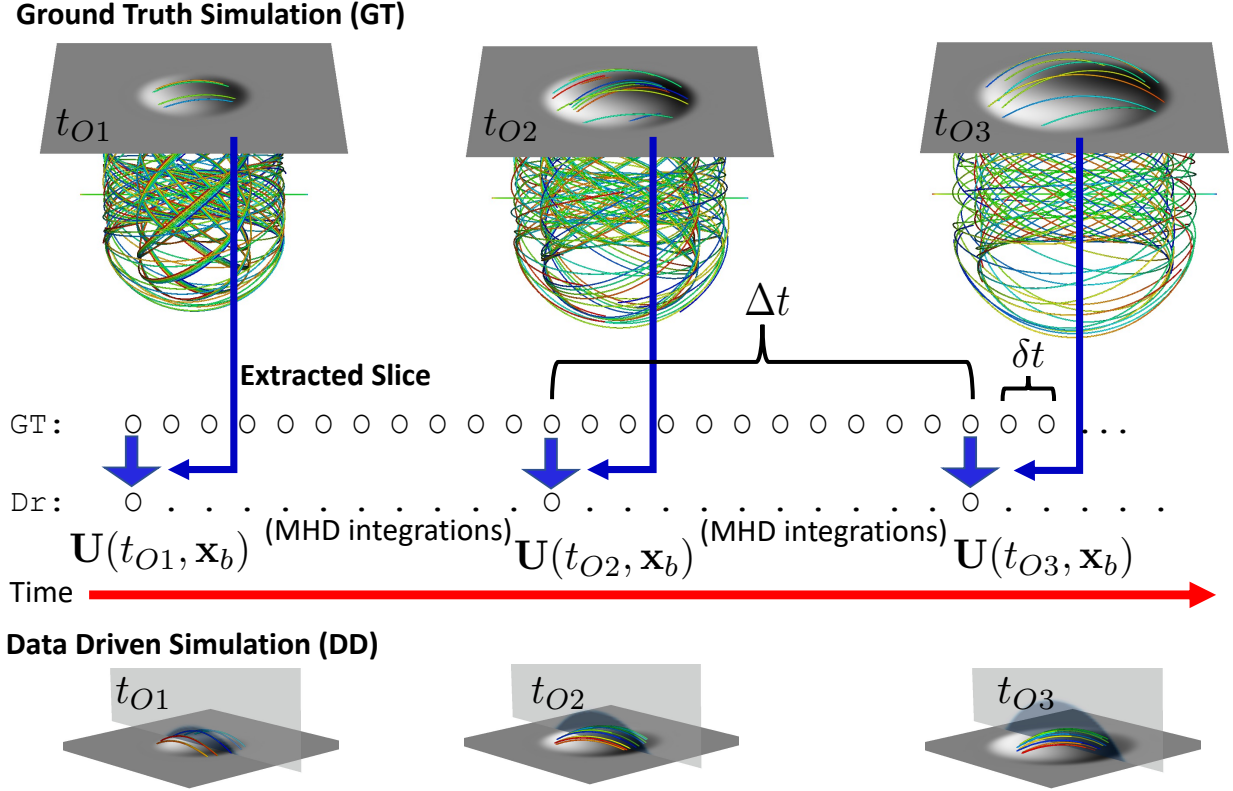 Ground Truth Simulation (GT)
t_{O1}
t_{O2}
t_{O3}
Δt
δt
Extracted Slice
GT: ...
Dr: . . . . . . . . . . (MHD integrations) . . . . . . . . . . (MHD integrations) . . . . .
U(t_{O1}, x_b) U(t_{O2}, x_b) U(t_{O3}, x_b)
Time
Data Driven Simulation (DD)
t_{O1}
t_{O2}
t_{O3}